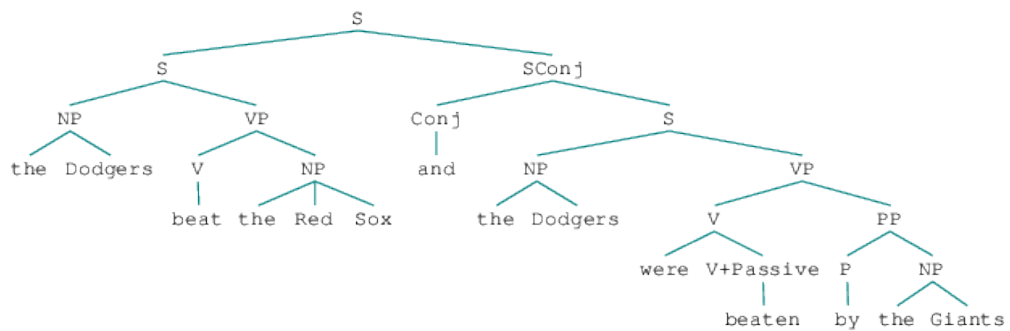 S
S SConj
NP VP Conj S
the Dodgers V NP and NP VP
beat the Red Sox the Dodgers V PP
were V+Passive P NP
beaten by the Giants